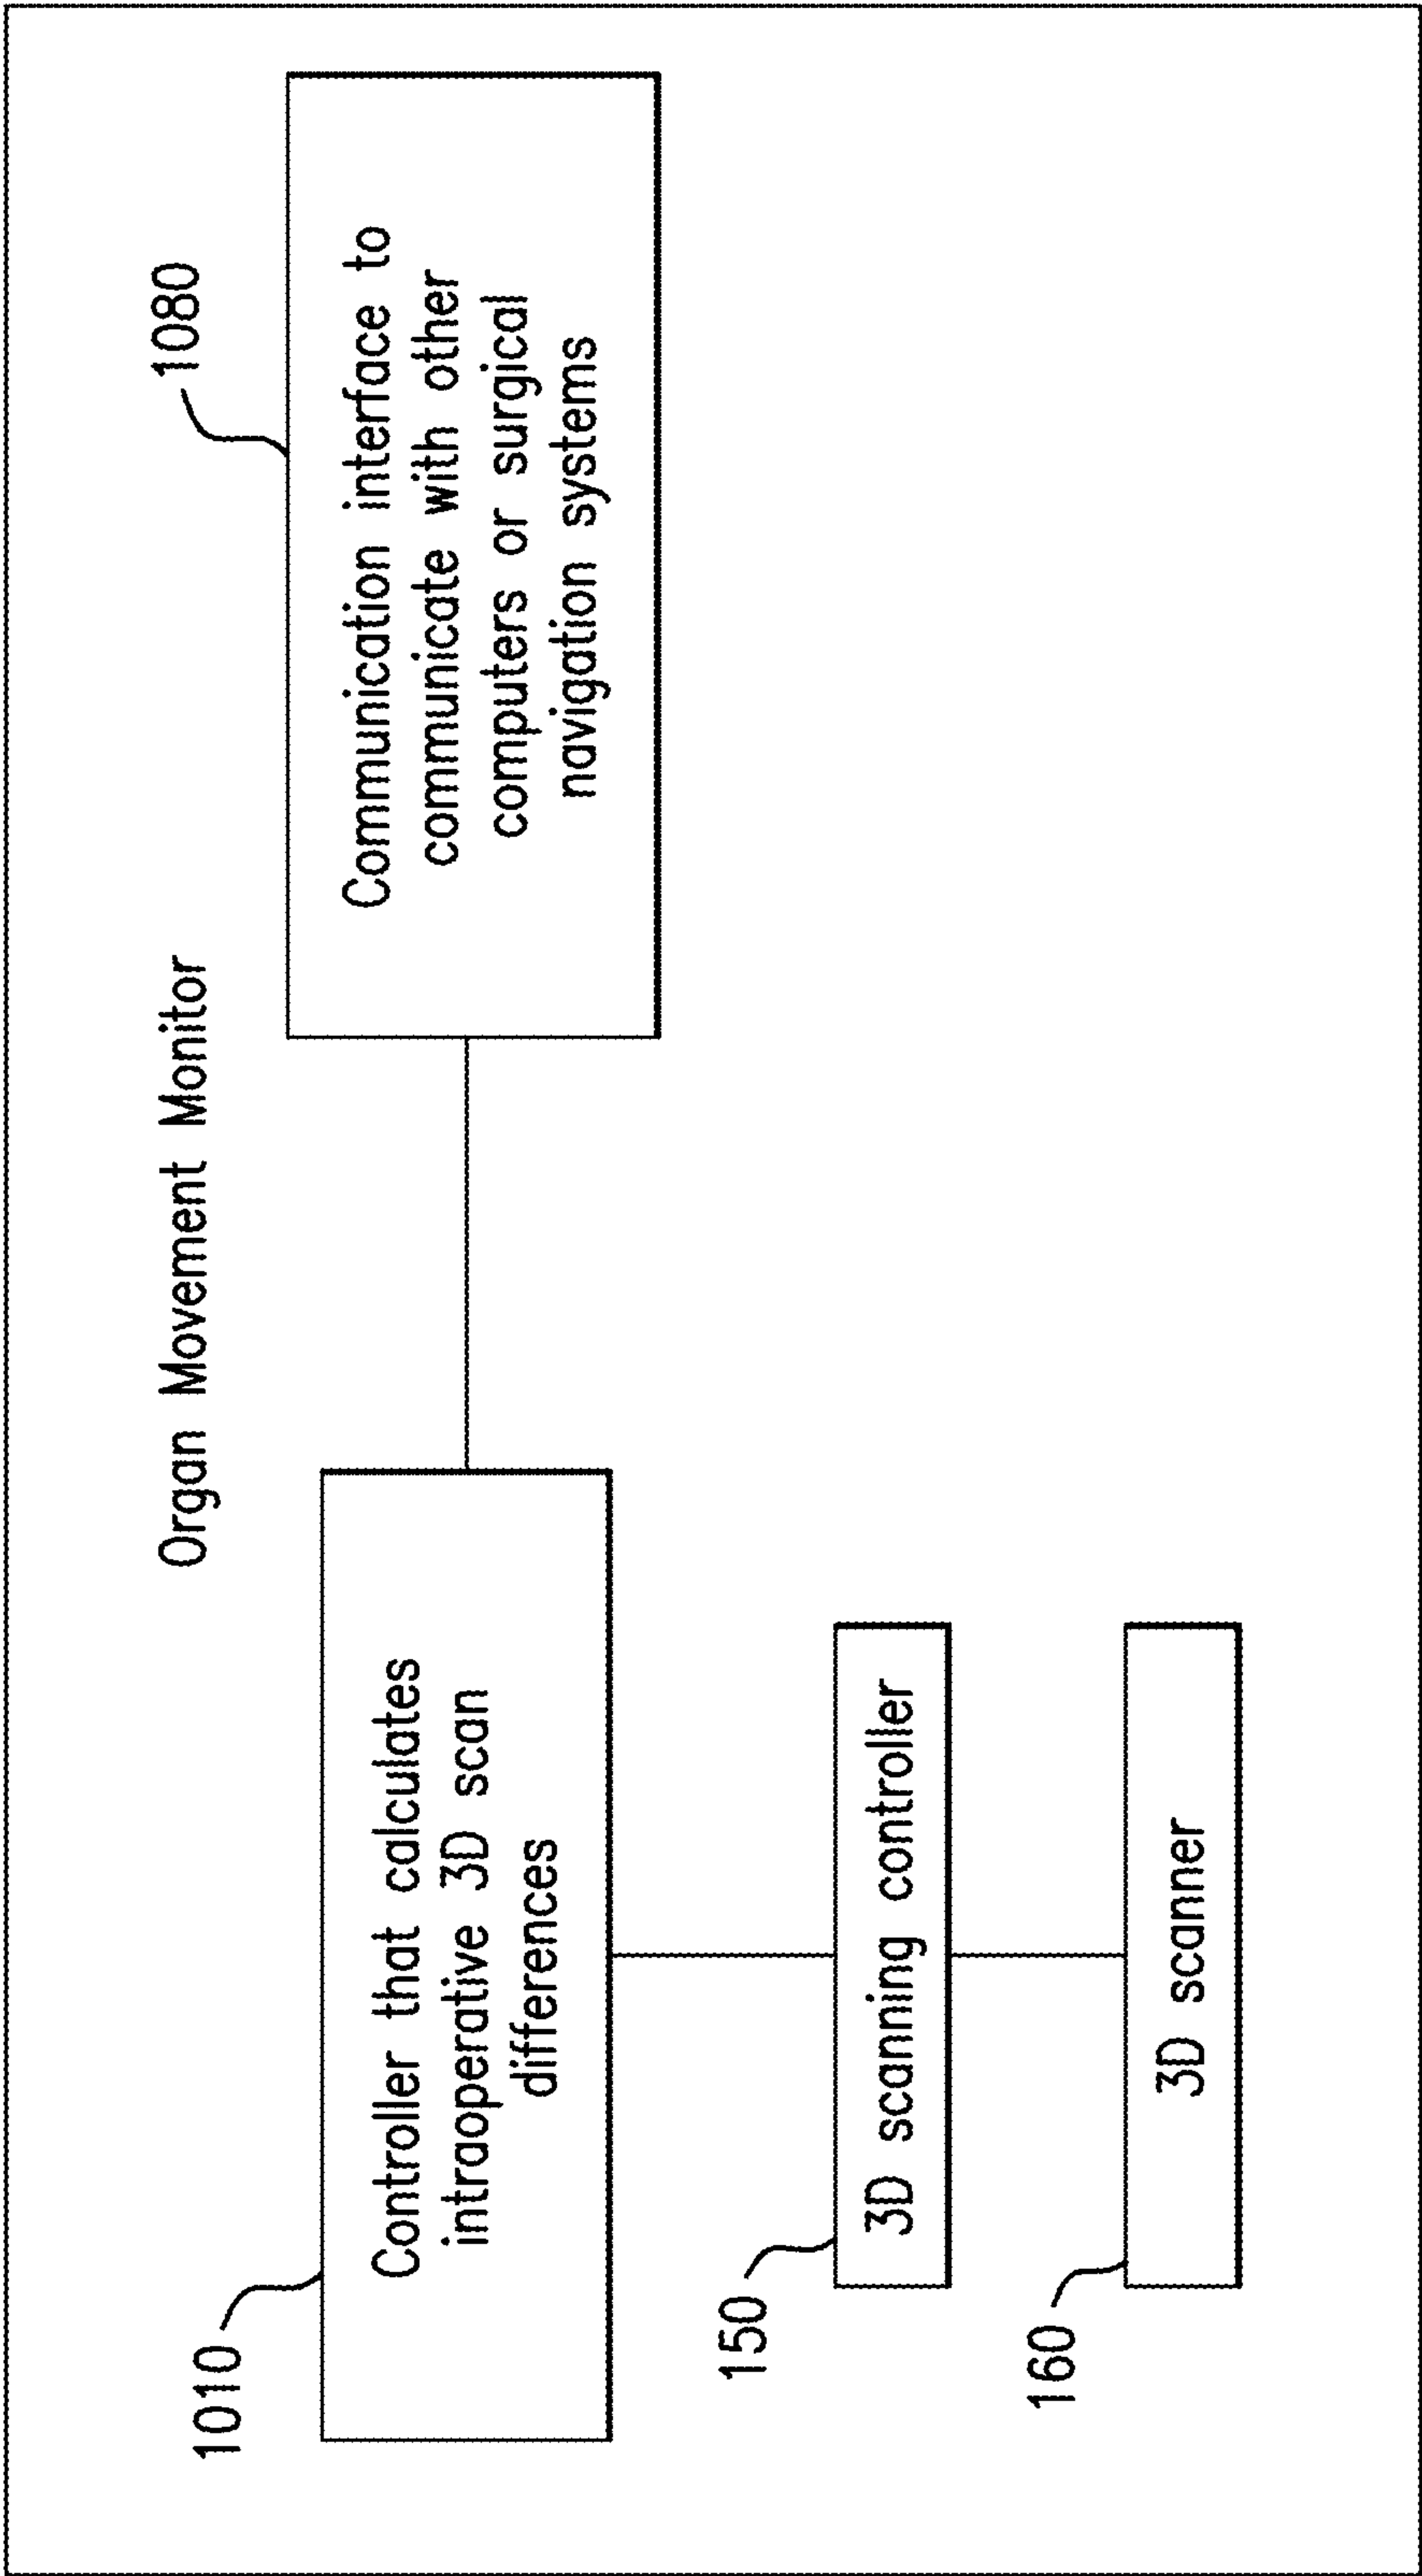 Organ Movement Monitor
1010
Controller that calculates
intraoperative 3D scan
differences
1080
Communication interface to
communicate with other
computers or surgical
navigation systems
150
3D scanning controller
160
3D scanner